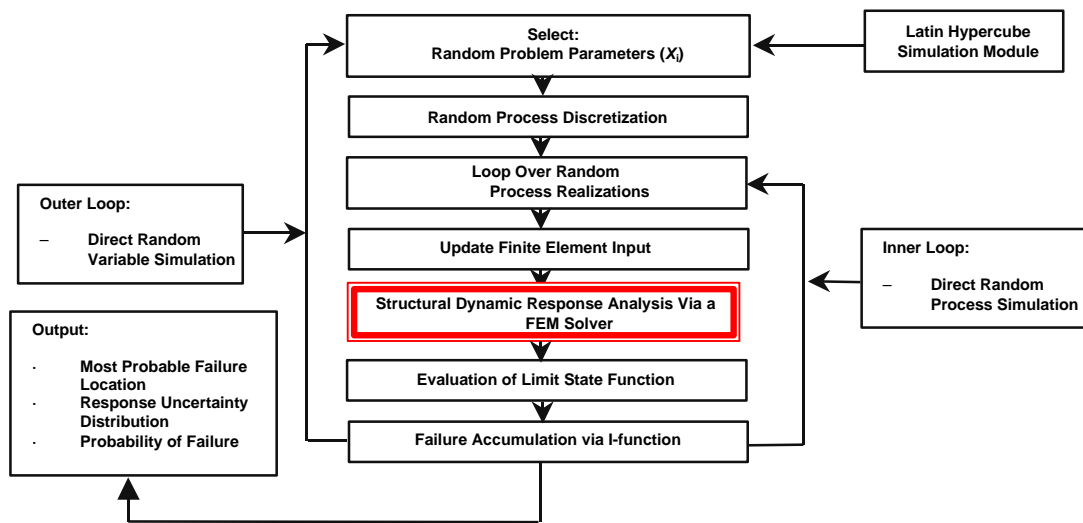 Select:
Random Problem Parameters (Xi)
Latin Hypercube
Simulation Module
Random Process Discretization
Loop Over Random
Process Realizations
Outer Loop:
– Direct Random
Variable Simulation
Update Finite Element Input
Inner Loop:
– Direct Random
Process Simulation
Structural Dynamic Response Analysis Via a
FEM Solver
Output:
· Most Probable Failure
Location
· Response Uncertainty
Distribution
· Probability of Failure
Evaluation of Limit State Function
Failure Accumulation via I-function